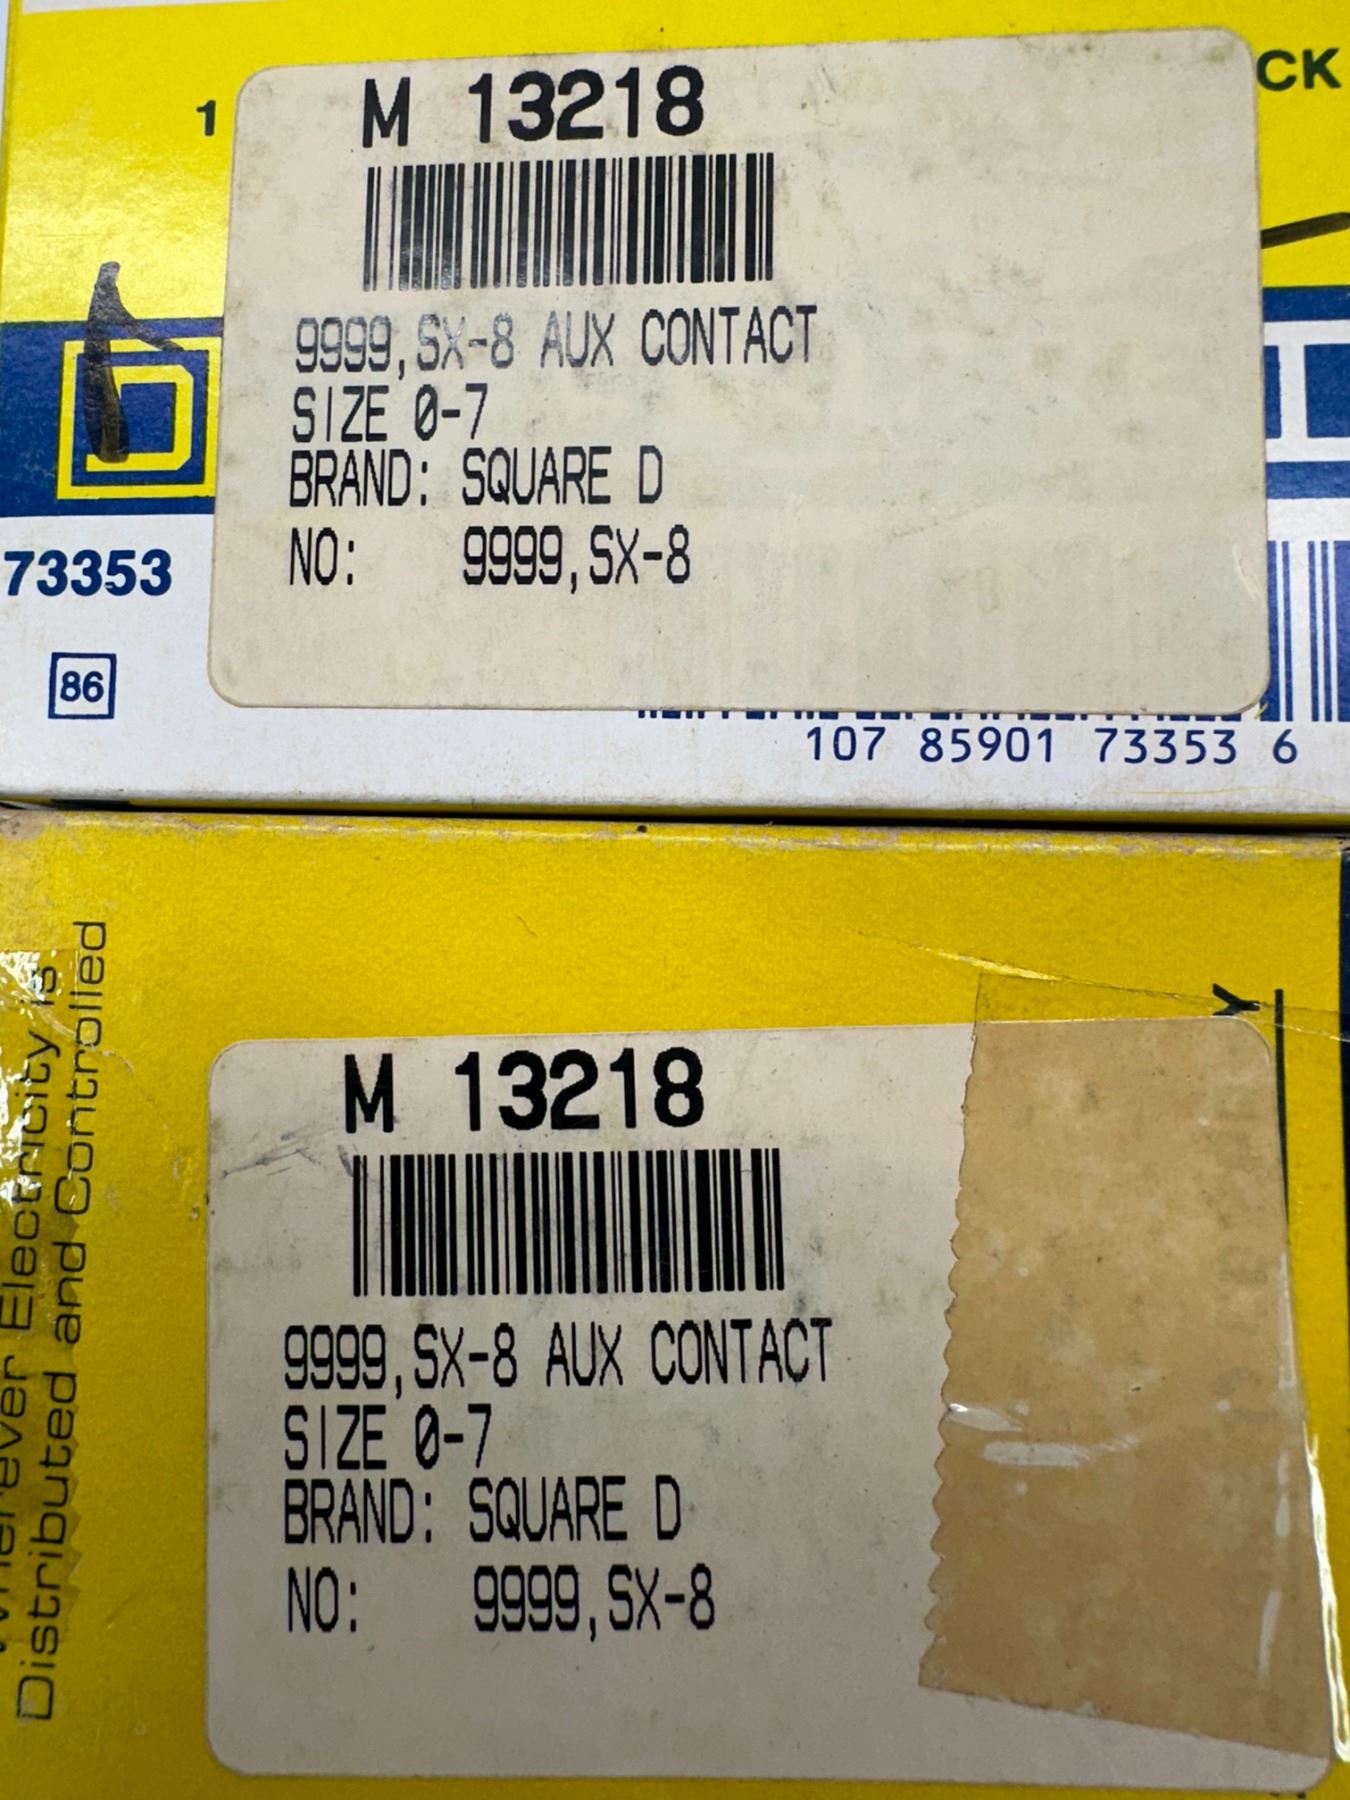 1
CK
M 13218
9999,SX-8 AUX CONTACT
SIZE 0-7
BRAND: SQUARE D
NO: 9999,SX-8
D
73353
86
107 85901 73353 6
Electricity is
Distributed and Controlled
Y
M 13218
9999,SX-8 AUX CONTACT
SIZE 0-7
BRAND: SQUARE D
NO: 9999,SX-8